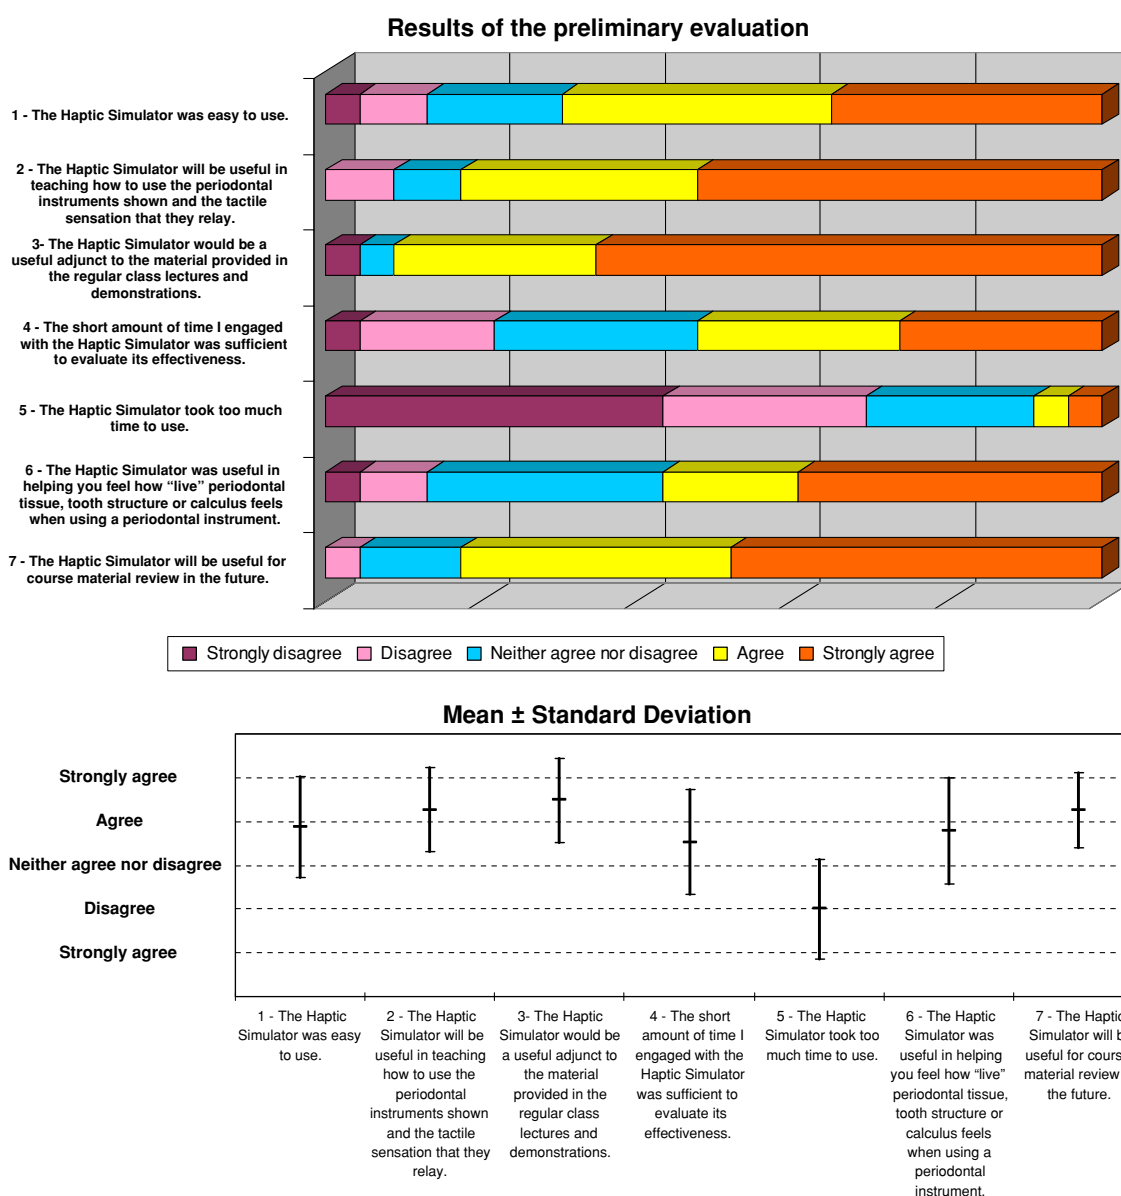 Results of the preliminary evaluation
1 - The Haptic Simulator was easy to use.
2 - The Haptic Simulator will be useful in
teaching how to use the periodontal
instruments shown and the tactile
sensation that they relay.
3- The Haptic Simulator would be a
useful adjunct to the material provided in
the regular class lectures and
demonstrations.
4 - The short amount of time I engaged
with the Haptic Simulator was sufficient
to evaluate its effectiveness.
5 - The Haptic Simulator took too much
time to use.
6 - The Haptic Simulator was useful in
helping you feel how “live” periodontal
tissue, tooth structure or calculus feels
when using a periodontal instrument.
7 - The Haptic Simulator will be useful for
course material review in the future.
Strongly disagree Disagree Neither agree nor disagree Agree Strongly agree
Mean ± Standard Deviation
Strongly agree
Agree
Neither agree nor disagree
Disagree
Strongly agree
1 - The Haptic
Simulator was easy
to use.
2 - The Haptic
Simulator will be
useful in teaching
how to use the
periodontal
instruments shown
and the tactile
sensation that they
relay.
3- The Haptic
Simulator would be
a useful adjunct to
the material
provided in the
regular class
lectures and
demonstrations.
4 - The short
amount of time I
engaged with the
Haptic Simulator
was sufficient to
evaluate its
effectiveness.
5 - The Haptic
Simulator took too
much time to use.
6 - The Haptic
Simulator was
useful in helping
you feel how “live”
periodontal tissue,
tooth structure or
calculus feels
when using a
periodontal
instrument.
7 - The Haptic
Simulator will b
useful for cours
material review
the future.